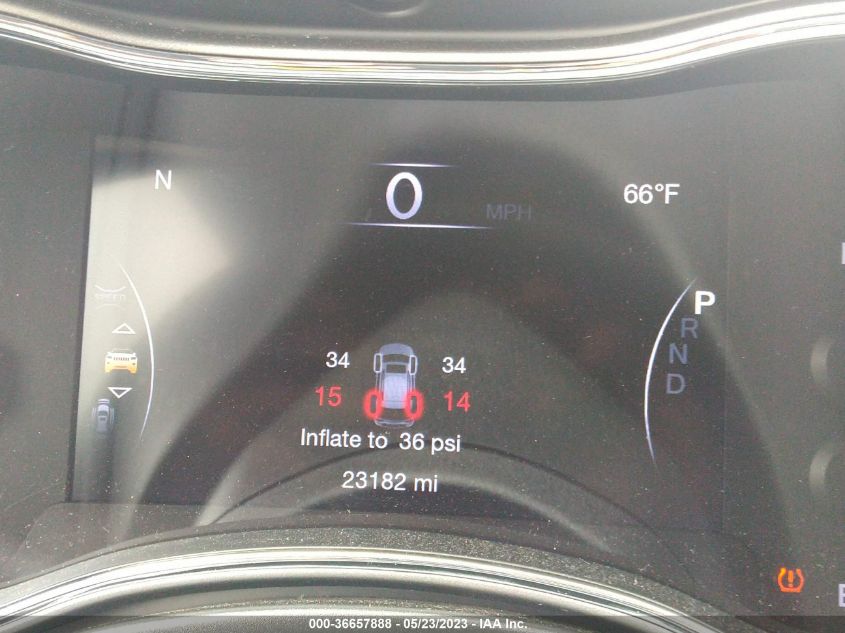 N 0 MPH 66°F
SPEED
P
R
N
D
34 34
15 14
Inflate to 36 psi
23182 mi
000-36657888 - 05/23/2023 - IAA Inc.